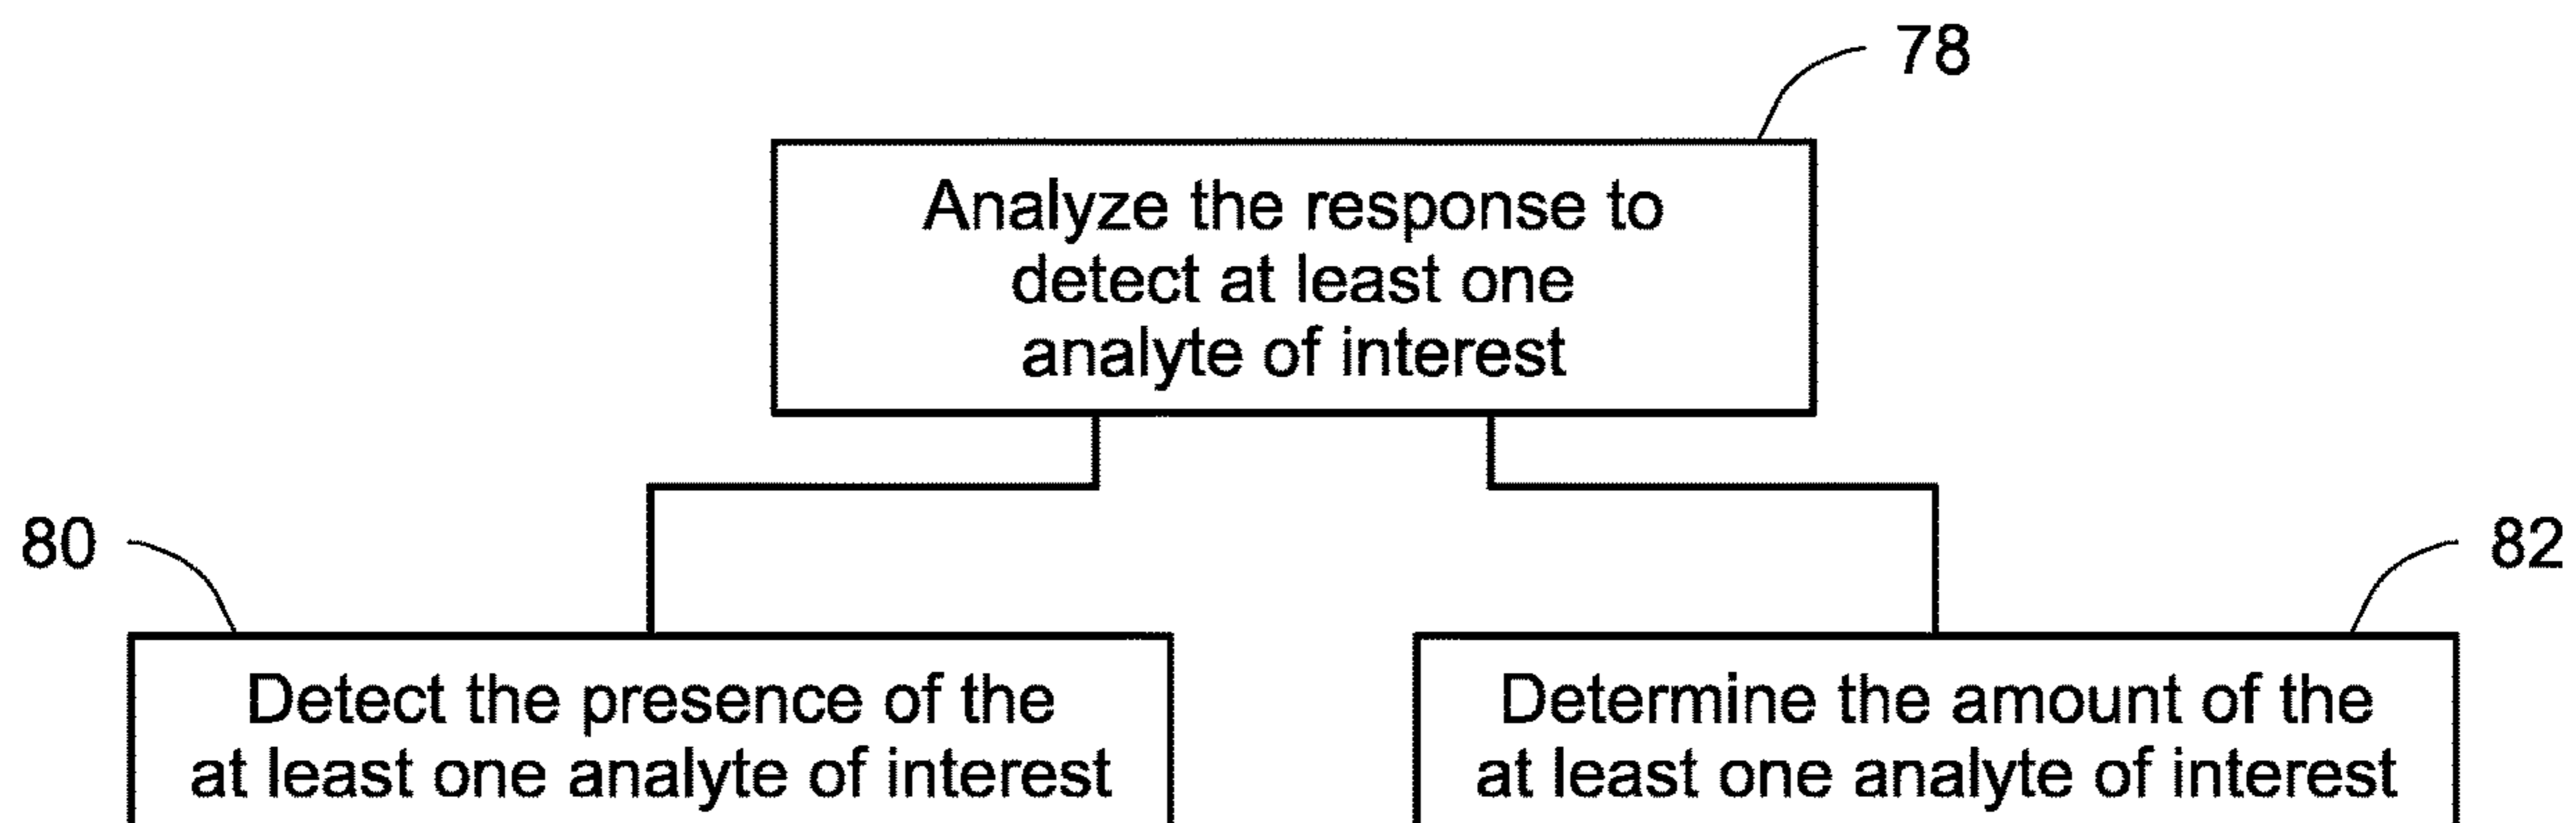 78
Analyze the response to
detect at least one
analyte of interest
80
82
Detect the presence of the
at least one analyte of interest
Determine the amount of the
at least one analyte of interest